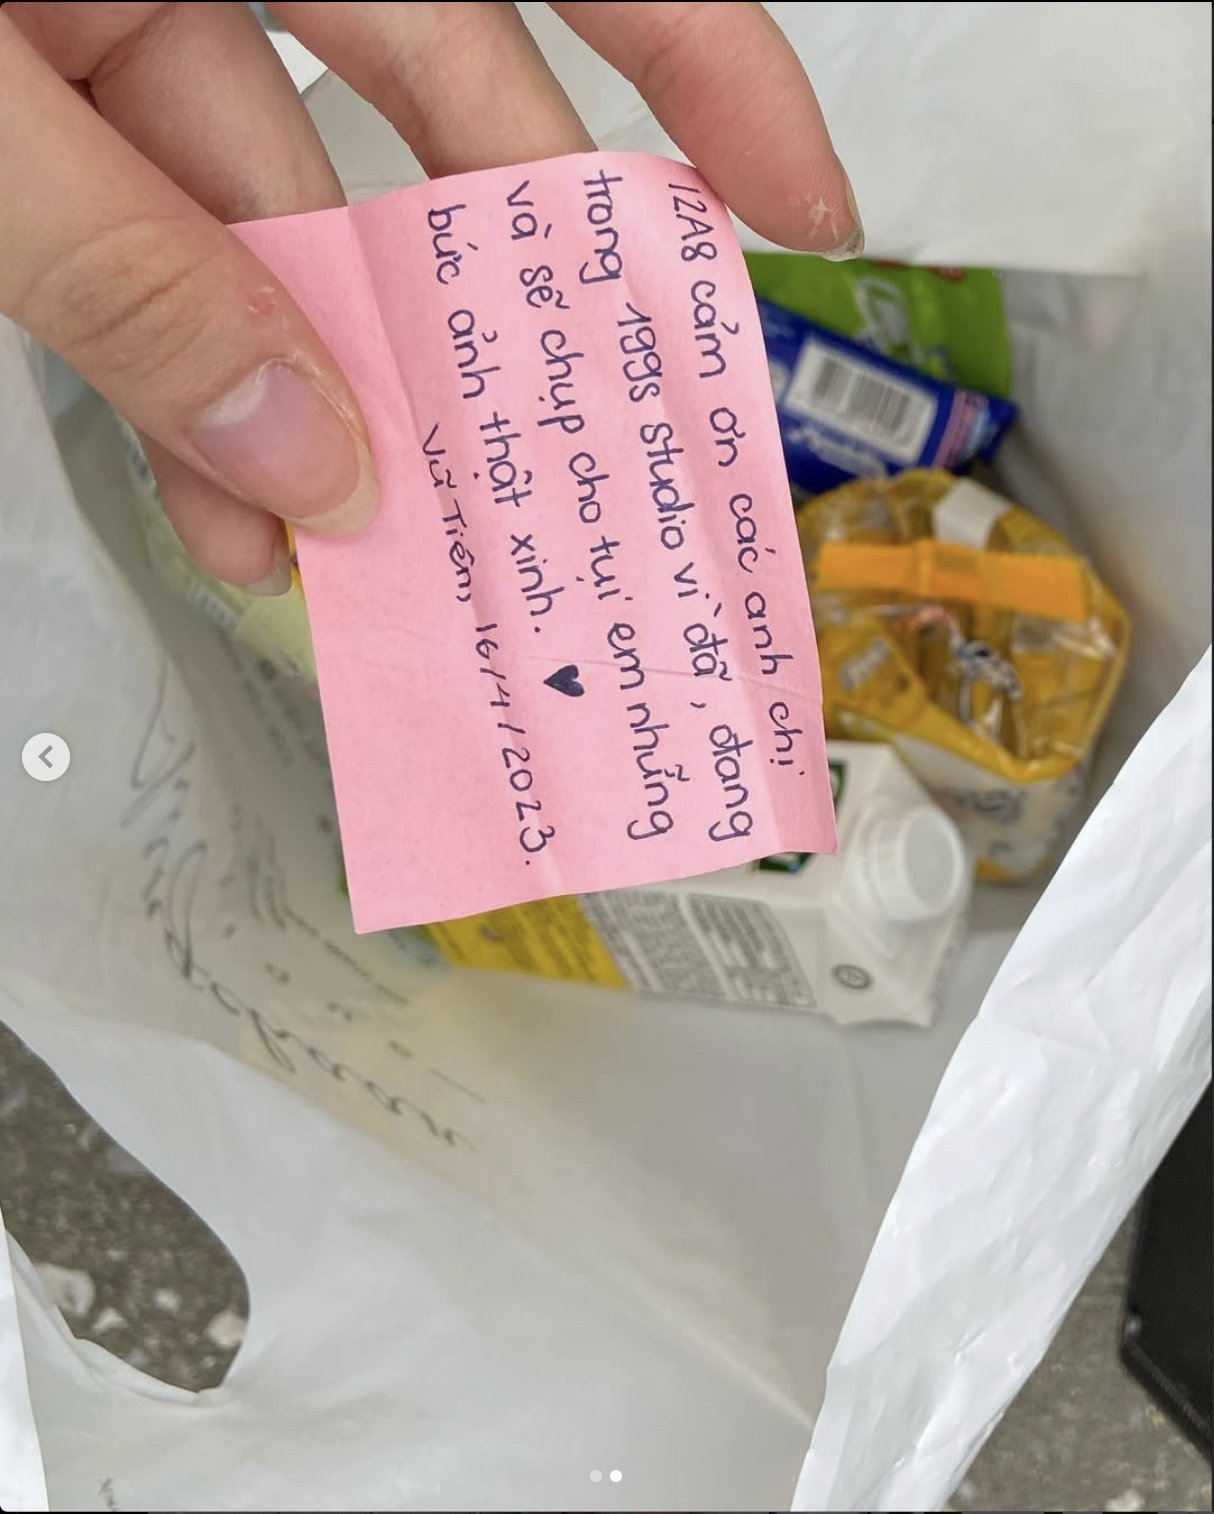 12A8 cảm ơn các anh chị
trong 199s studio vì đã, đang
và sẽ chụp cho tụi em những
bức ảnh thật xinh. ♥
Vũ Tiên, 16/4/2023.